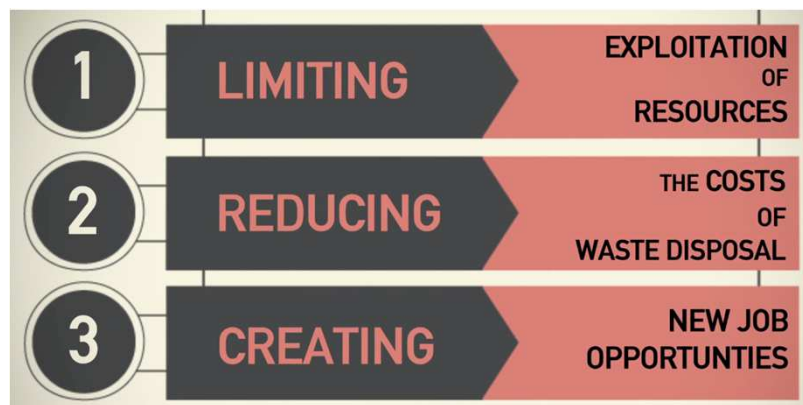 1
LIMITING
EXPLOITATION
OF
RESOURCES
2
REDUCING
THE COSTS
OF
WASTE DISPOSAL
3
CREATING
NEW JOB
OPPORTUNTIES